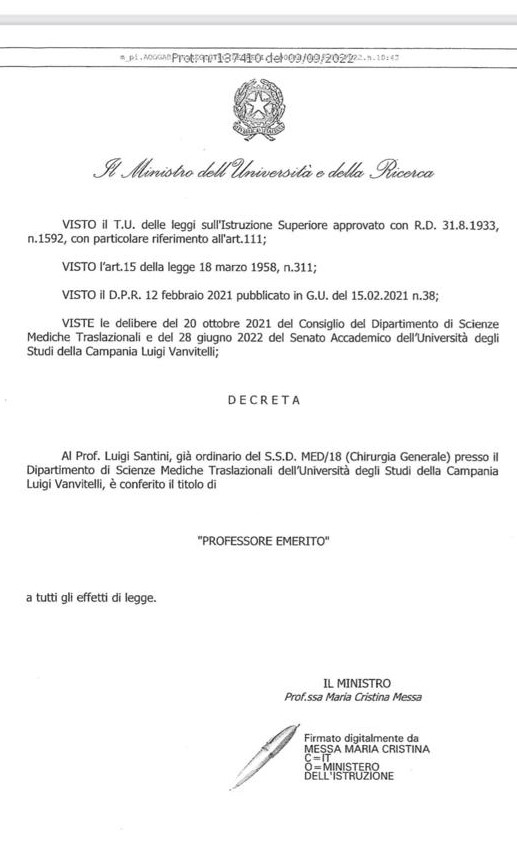 Prot. n. 137410 del 09/09/2022
Il Ministro dell'Università e della Ricerca
VISTO il T.U. delle leggi sull'Istruzione Superiore approvato con R.D. 31.8.1933,
n.1592, con particolare riferimento all'art.111;
VISTO l'art.15 della legge 18 marzo 1958, n.311;
VISTO il D.P.R. 12 febbraio 2021 pubblicato in G.U. del 15.02.2021 n.38;
VISTE le delibere del 20 ottobre 2021 del Consiglio del Dipartimento di Scienze
Mediche Traslazionali e del 28 giugno 2022 del Senato Accademico dell'Università degli
Studi della Campania Luigi Vanvitelli;
DECRETA
Al Prof. Luigi Santini, già ordinario del S.S.D. MED/18 (Chirurgia Generale) presso il
Dipartimento di Scienze Mediche Traslazionali dell'Università degli Studi della Campania
Luigi Vanvitelli, è conferito il titolo di
"PROFESSORE EMERITO"
a tutti gli effetti di legge.
IL MINISTRO
Prof.ssa Maria Cristina Messa
Firmato digitalmente da
MESSA MARIA CRISTINA
C=IT
O=MINISTERO
DELL'ISTRUZIONE